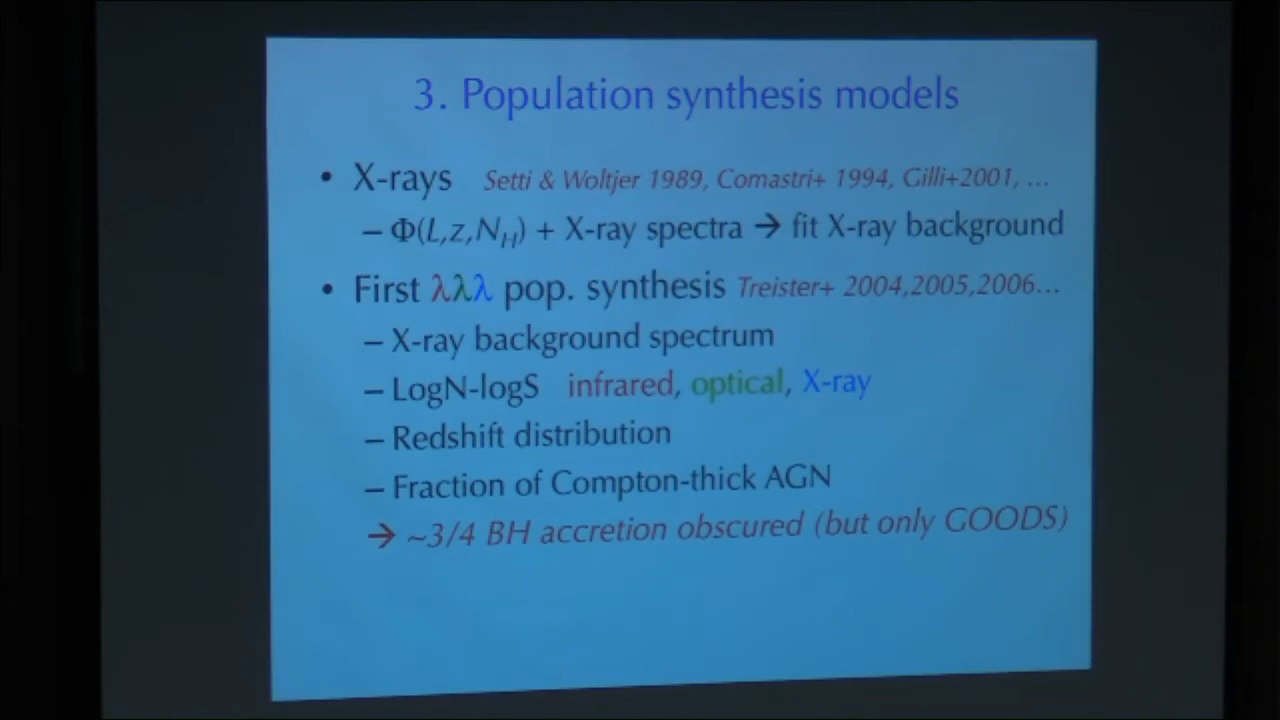 3. Population synthesis models
• X-rays Setti & Woltjer 1989, Comastri+ 1994, Gilli+2001, ...
– Φ(L,z,N_H) + X-ray spectra → fit X-ray background
• First λλλ pop. synthesis Treister+ 2004,2005,2006...
– X-ray background spectrum
– LogN-logS infrared, optical, X-ray
– Redshift distribution
– Fraction of Compton-thick AGN
→ ~3/4 BH accretion obscured (but only GOODS)